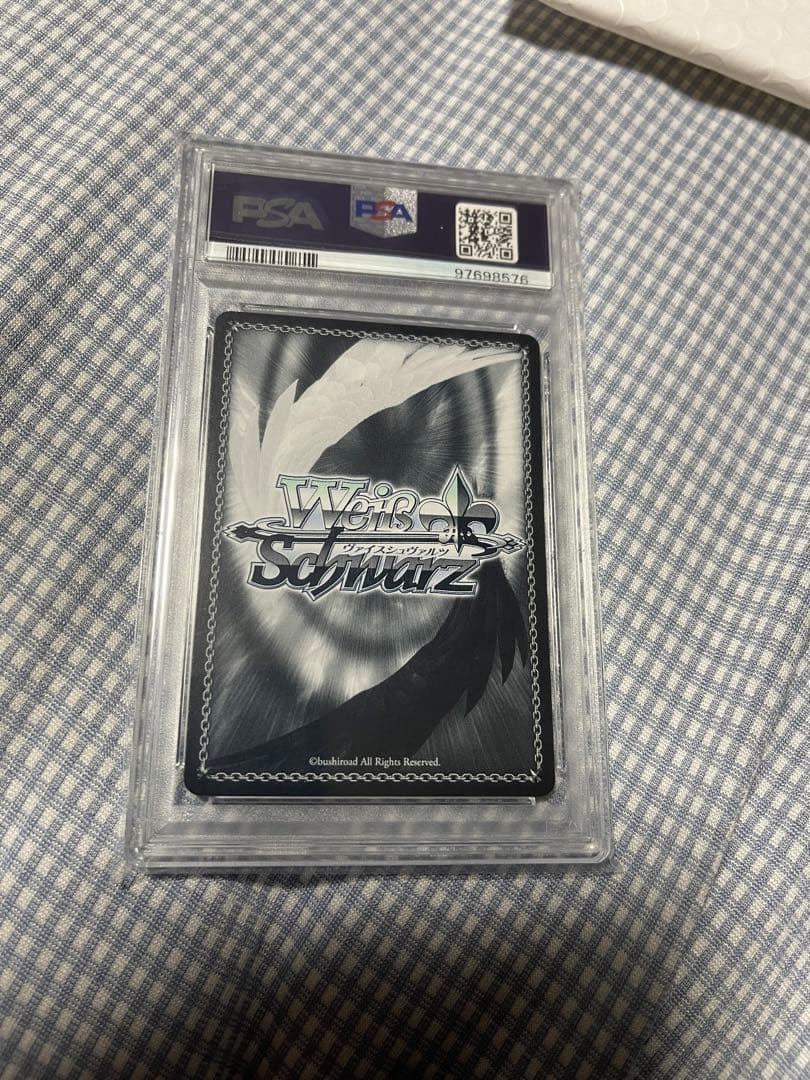 PSA PSA
97698576
Weiß
ヴァイスシュヴァルツ
Schwarz
©bushiroad All Rights Reserved.